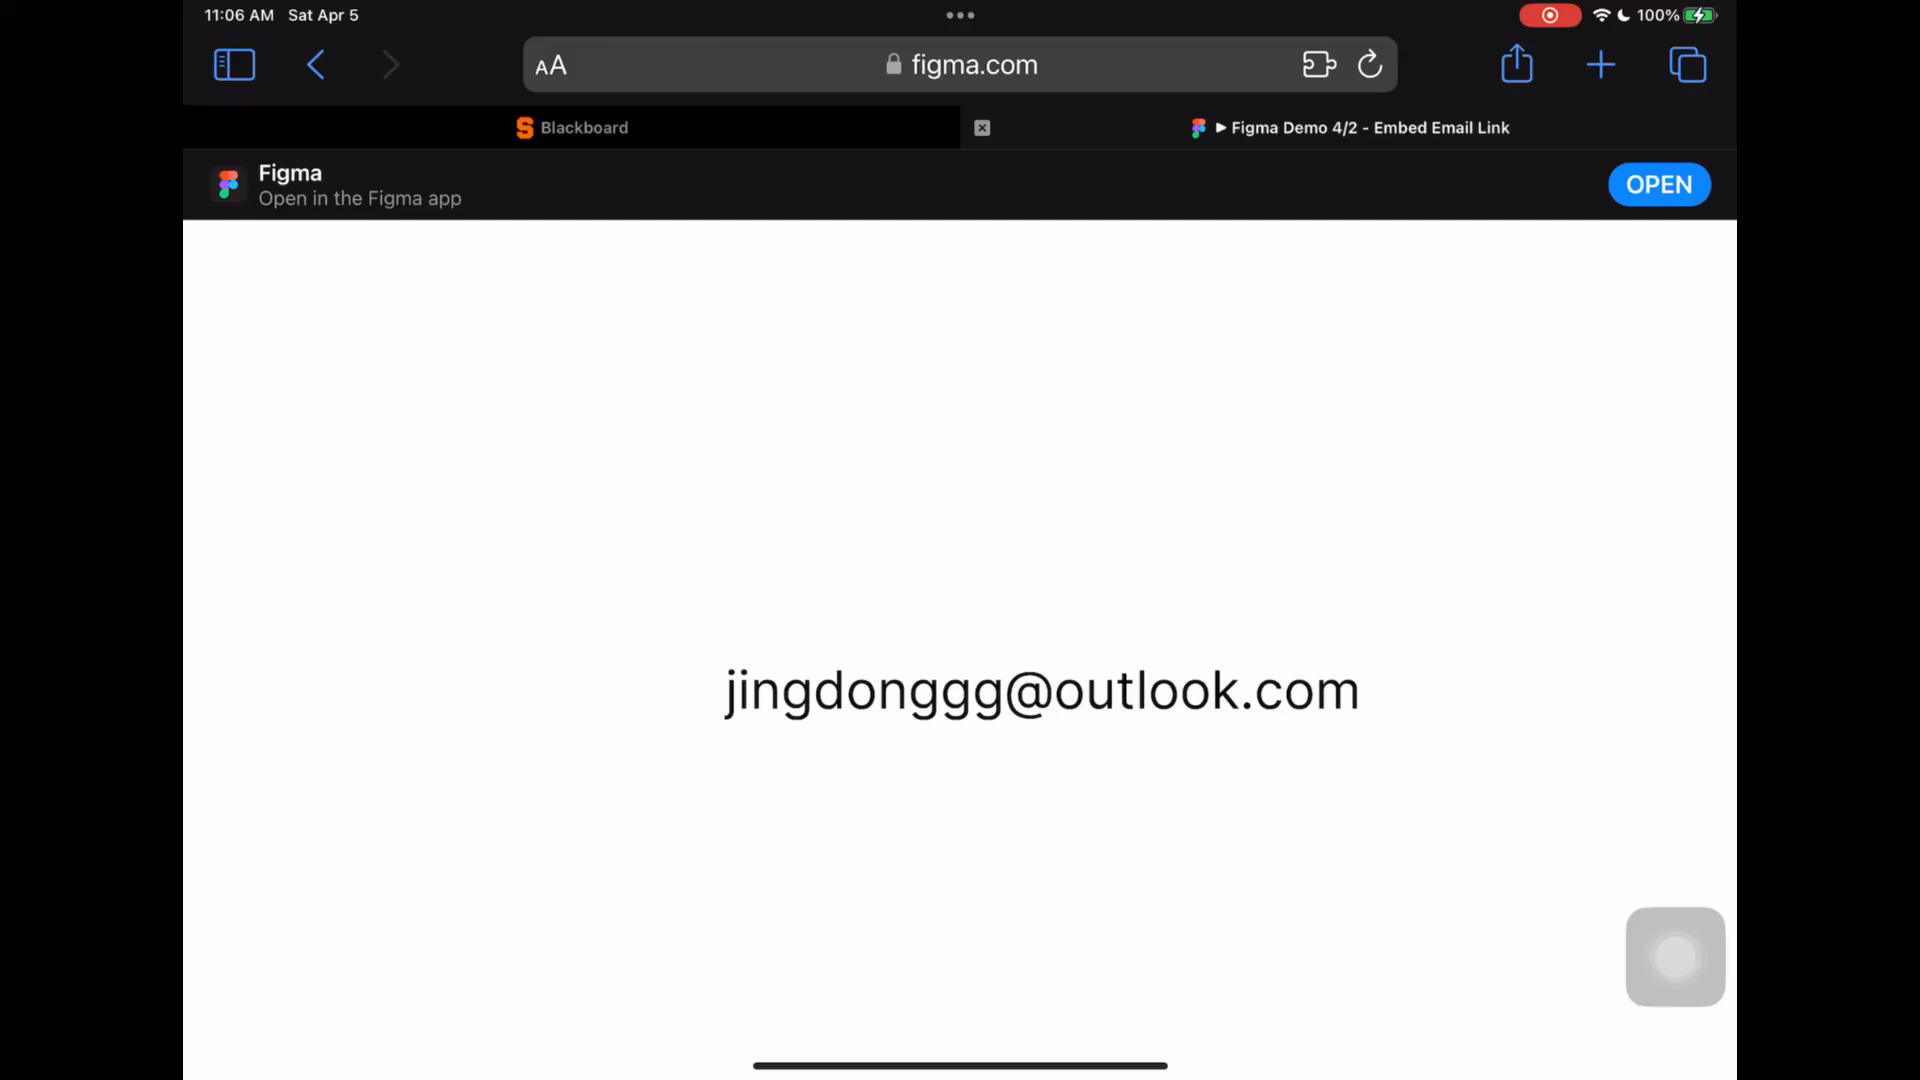 11:06 AM Sat Apr 5
100%
AA
figma.com
Blackboard
Figma Demo 4/2 - Embed Email Link
Figma
Open in the Figma app
OPEN
jingdonggg@outlook.com